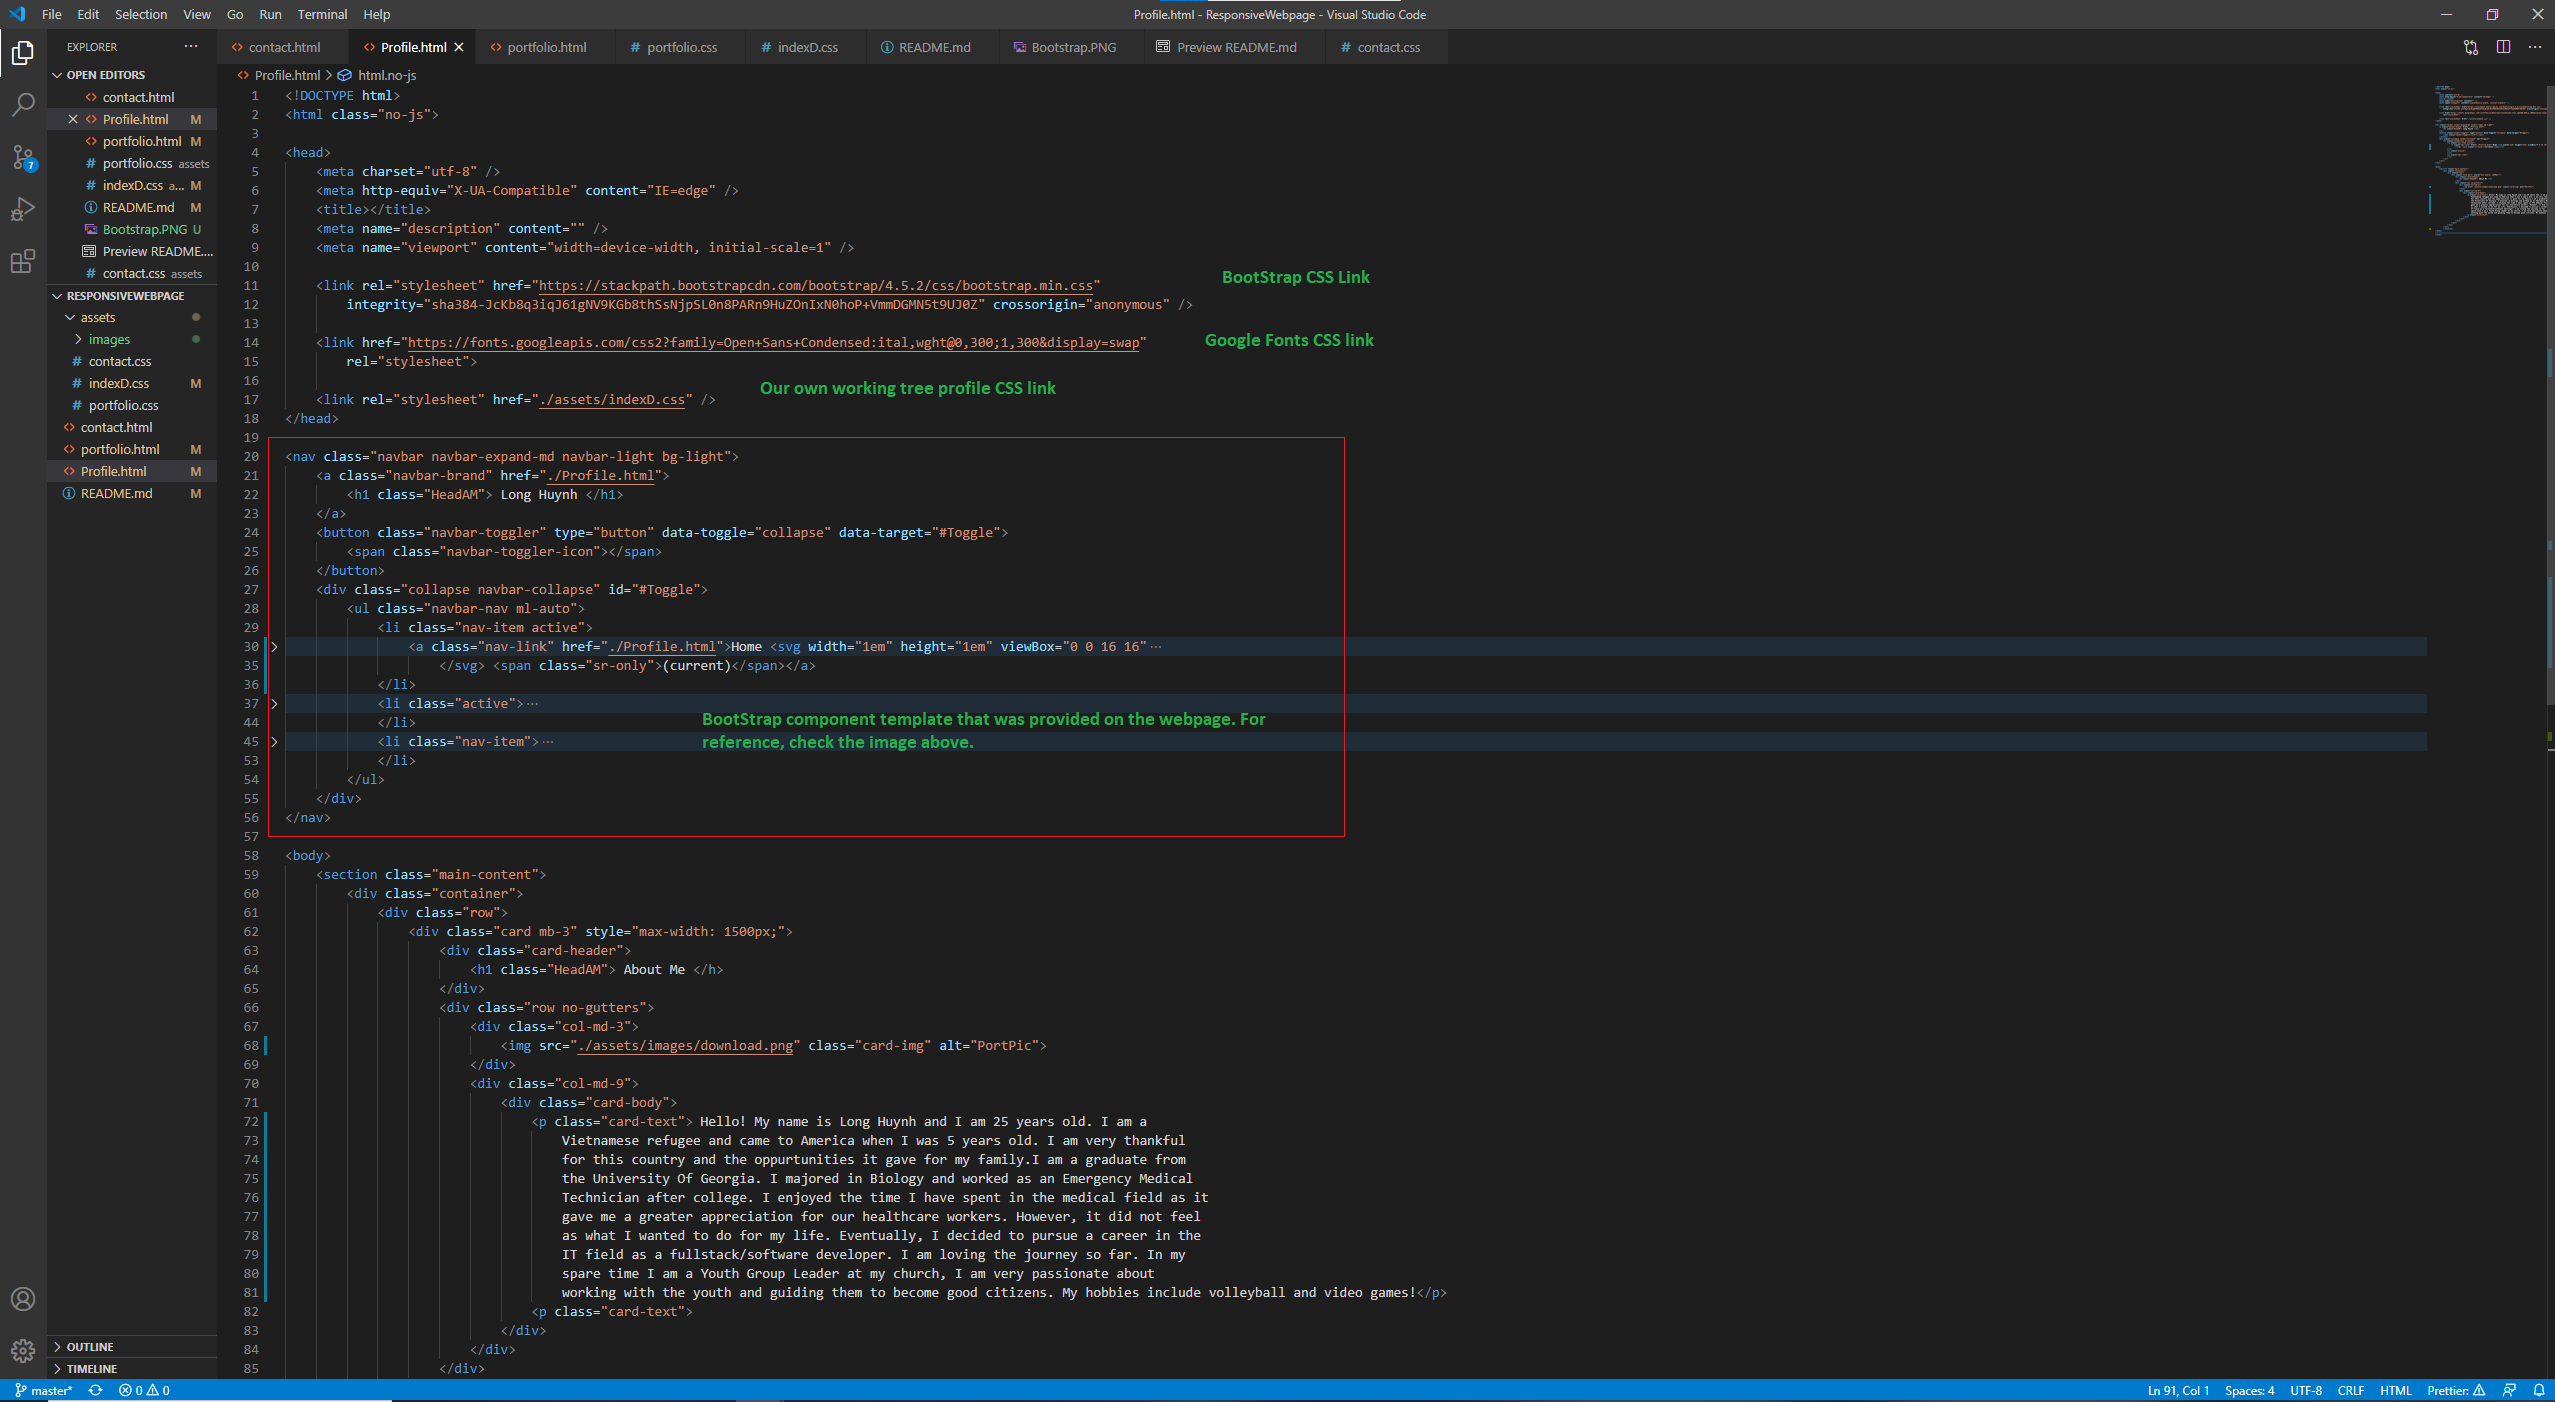 File Edit Selection View Go Run Terminal Help
Profile.html - ResponsiveWebpage - Visual Studio Code
EXPLORER
contact.html Profile.html portfolio.html portfolio.css indexD.css README.md Bootstrap.PNG Preview README.md contact.css
OPEN EDITORS
contact.html
Profile.html M
portfolio.html M
portfolio.css assets
indexD.css a... M
README.md M
Bootstrap.PNG U
Preview README....
contact.css assets
RESPONSIVEWEBPAGE
assets
images
contact.css
indexD.css M
portfolio.css
contact.html
portfolio.html M
Profile.html M
README.md M
OUTLINE
TIMELINE
7
Profile.html > html.no-js
1 <!DOCTYPE html>
2 <html class="no-js">
3
4 <head>
5 <meta charset="utf-8" />
6 <meta http-equiv="X-UA-Compatible" content="IE=edge" />
7 <title></title>
8 <meta name="description" content="" />
9 <meta name="viewport" content="width=device-width, initial-scale=1" />
10
BootStrap CSS Link
11 <link rel="stylesheet" href="https://stackpath.bootstrapcdn.com/bootstrap/4.5.2/css/bootstrap.min.css"
12 integrity="sha384-JcKb8q3iqJ61gNV9KGb8thSsNjpSL0n8PARn9HuZOnIxN0hoP+VmmDGMN5t9UJ0Z" crossorigin="anonymous" />
13
Google Fonts CSS link
14 <link href="https://fonts.googleapis.com/css2?family=Open+Sans+Condensed:ital,wght@0,300;1,300&display=swap"
15 rel="stylesheet">
16
Our own working tree profile CSS link
17 <link rel="stylesheet" href="./assets/indexD.css" />
18 </head>
19
20 <nav class="navbar navbar-expand-md navbar-light bg-light">
21 <a class="navbar-brand" href="./Profile.html">
22 <h1 class="HeadAM"> Long Huynh </h1>
23 </a>
24 <button class="navbar-toggler" type="button" data-toggle="collapse" data-target="#Toggle">
25 <span class="navbar-toggler-icon"></span>
26 </button>
27 <div class="collapse navbar-collapse" id="#Toggle">
28 <ul class="navbar-nav ml-auto">
29 <li class="nav-item active">
30 <a class="nav-link" href="./Profile.html">Home <svg width="1em" height="1em" viewBox="0 0 16 16"...
35 </svg> <span class="sr-only">(current)</span></a>
36 </li>
37 <li class="active">...
44 </li>
BootStrap component template that was provided on the webpage. For
45 <li class="nav-item">...
reference, check the image above.
53 </li>
54 </ul>
55 </div>
56 </nav>
57
58 <body>
59 <section class="main-content">
60 <div class="container">
61 <div class="row">
62 <div class="card mb-3" style="max-width: 1500px;">
63 <div class="card-header">
64 <h1 class="HeadAM"> About Me </h>
65 </div>
66 <div class="row no-gutters">
67 <div class="col-md-3">
68 <img src="./assets/images/download.png" class="card-img" alt="PortPic">
69 </div>
70 <div class="col-md-9">
71 <div class="card-body">
72 <p class="card-text"> Hello! My name is Long Huynh and I am 25 years old. I am a
73 Vietnamese refugee and came to America when I was 5 years old. I am very thankful
74 for this country and the oppurtunities it gave for my family.I am a graduate from
75 the University Of Georgia. I majored in Biology and worked as an Emergency Medical
76 Technician after college. I enjoyed the time I have spent in the medical field as it
77 gave me a greater appreciation for our healthcare workers. However, it did not feel
78 as what I wanted to do for my life. Eventually, I decided to pursue a career in the
79 IT field as a fullstack/software developer. I am loving the journey so far. In my
80 spare time I am a Youth Group Leader at my church, I am very passionate about
81 working with the youth and guiding them to become good citizens. My hobbies include volleyball and video games!</p>
82 <p class="card-text">
83 </div>
84 </div>
85 </div>
master* 0 0 Ln 91, Col 1 Spaces: 4 UTF-8 CRLF HTML Prettier: